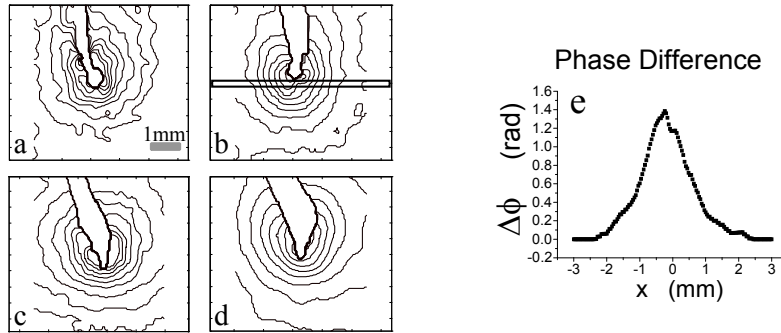 a
1mm
b
c
d
Phase Difference
e
Δϕ (rad)
1.6
1.4
1.2
1.0
0.8
0.6
0.4
0.2
0.0
-0.2
-3 -2 -1 0 1 2 3
x (mm)